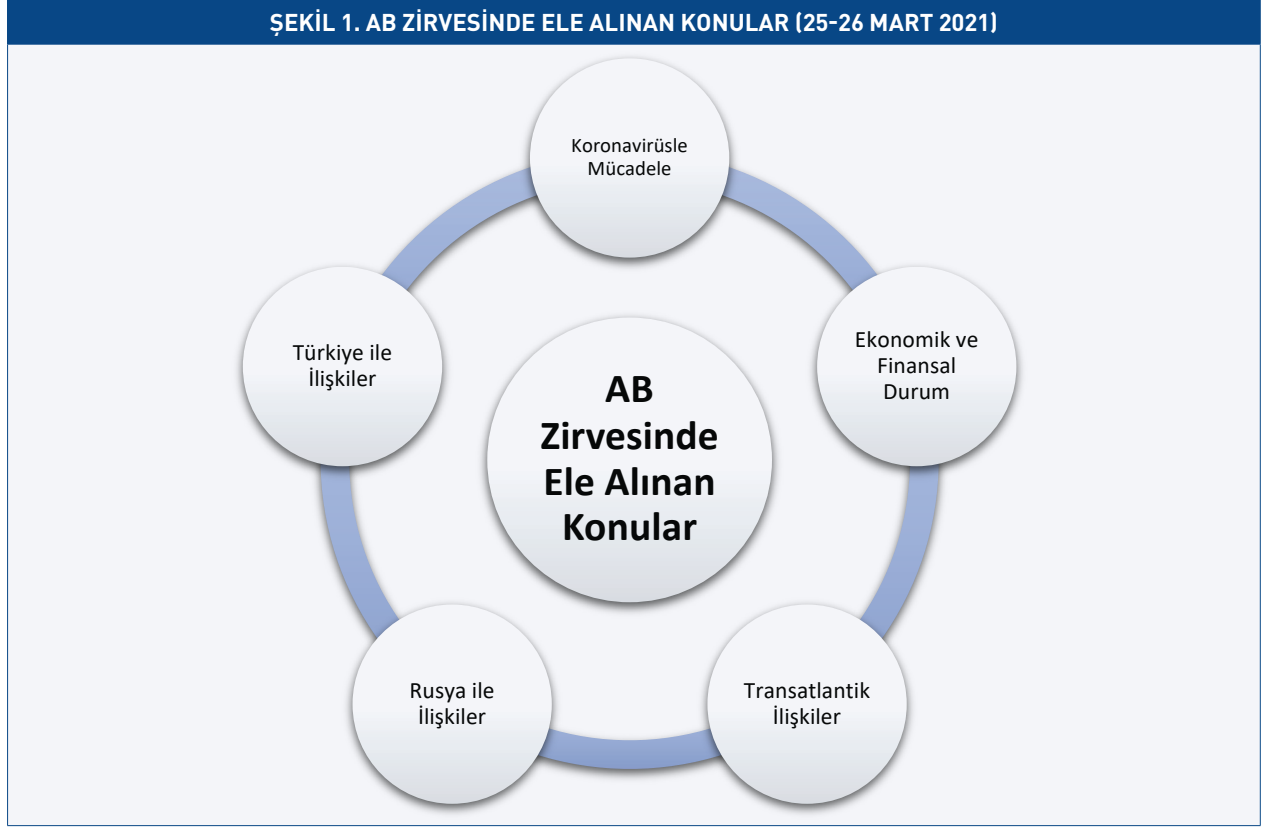 ŞEKİL 1. AB ZİRVESİNDE ELE ALINAN KONULAR (25-26 MART 2021)
Koronavirüsle
Mücadele
Ekonomik ve
Finansal
Durum
Transatlantik
İlişkiler
Rusya ile
İlişkiler
Türkiye ile
İlişkiler
AB
Zirvesinde
Ele Alınan
Konular